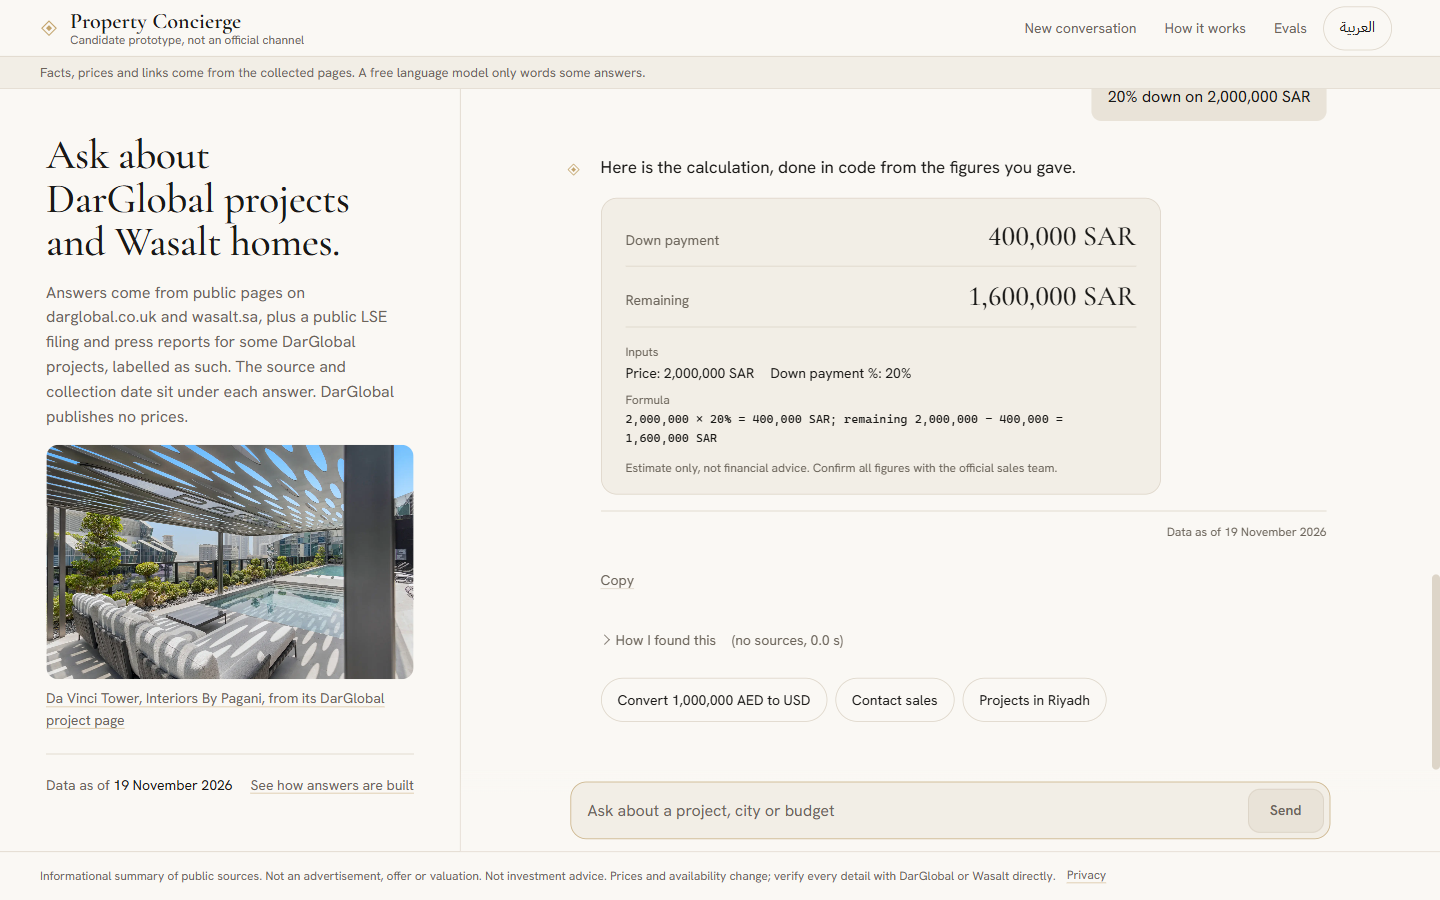 Property Concierge
Candidate prototype, not an official channel
New conversation
How it works
Evals
العربية
Facts, prices and links come from the collected pages. A free language model only words some answers.
Ask about
DarGlobal projects
and Wasalt homes.
Answers come from public pages on
darglobal.co.uk and wasalt.sa, plus a public LSE
filing and press reports for some DarGlobal
projects, labelled as such. The source and
collection date sit under each answer. DarGlobal
publishes no prices.
Da Vinci Tower, Interiors By Pagani, from its DarGlobal
project page
Data as of 19 November 2026
See how answers are built
20% down on 2,000,000 SAR
Here is the calculation, done in code from the figures you gave.
Down payment
400,000 SAR
Remaining
1,600,000 SAR
Inputs
Price: 2,000,000 SAR
Down payment %: 20%
Formula
2,000,000 × 20% = 400,000 SAR; remaining 2,000,000 − 400,000 =
1,600,000 SAR
Estimate only, not financial advice. Confirm all figures with the official sales team.
Data as of 19 November 2026
Copy
How I found this
(no sources, 0.0 s)
Convert 1,000,000 AED to USD
Contact sales
Projects in Riyadh
Ask about a project, city or budget
Send
Informational summary of public sources. Not an advertisement, offer or valuation. Not investment advice. Prices and availability change; verify every detail with DarGlobal or Wasalt directly.
Privacy